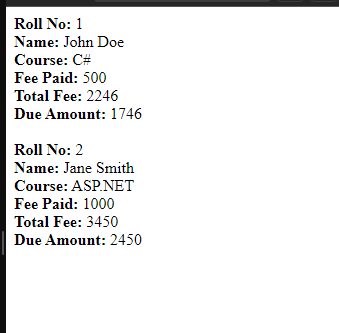 Roll No: 1
Name: John Doe
Course: C#
Fee Paid: 500
Total Fee: 2246
Due Amount: 1746
Roll No: 2
Name: Jane Smith
Course: ASP.NET
Fee Paid: 1000
Total Fee: 3450
Due Amount: 2450